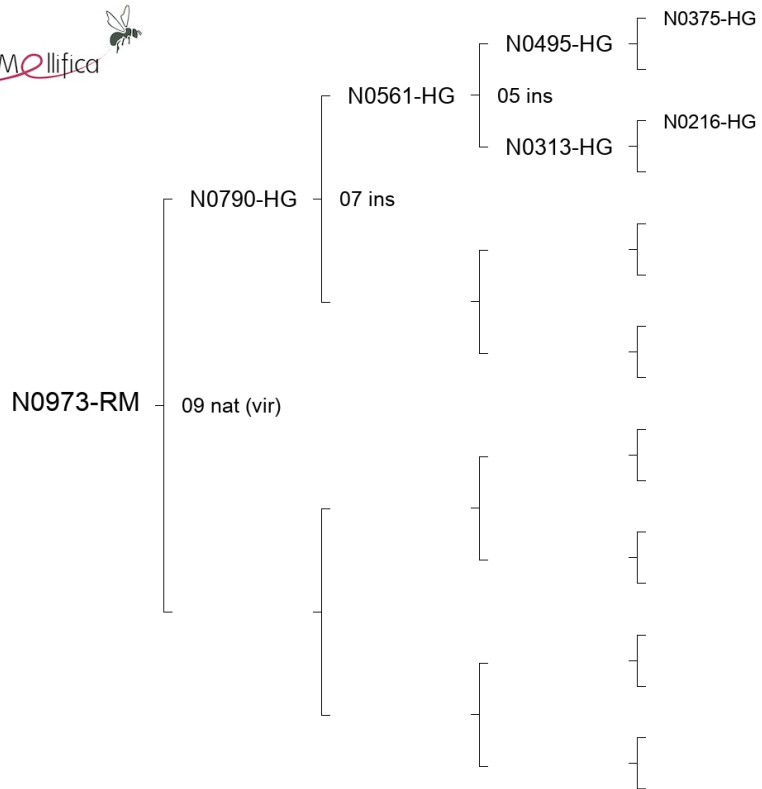 Mellifica
N0375-HG
N0495-HG
N0561-HG
05 ins
N0216-HG
N0313-HG
N0790-HG
07 ins
N0973-RM
09 nat (vir)